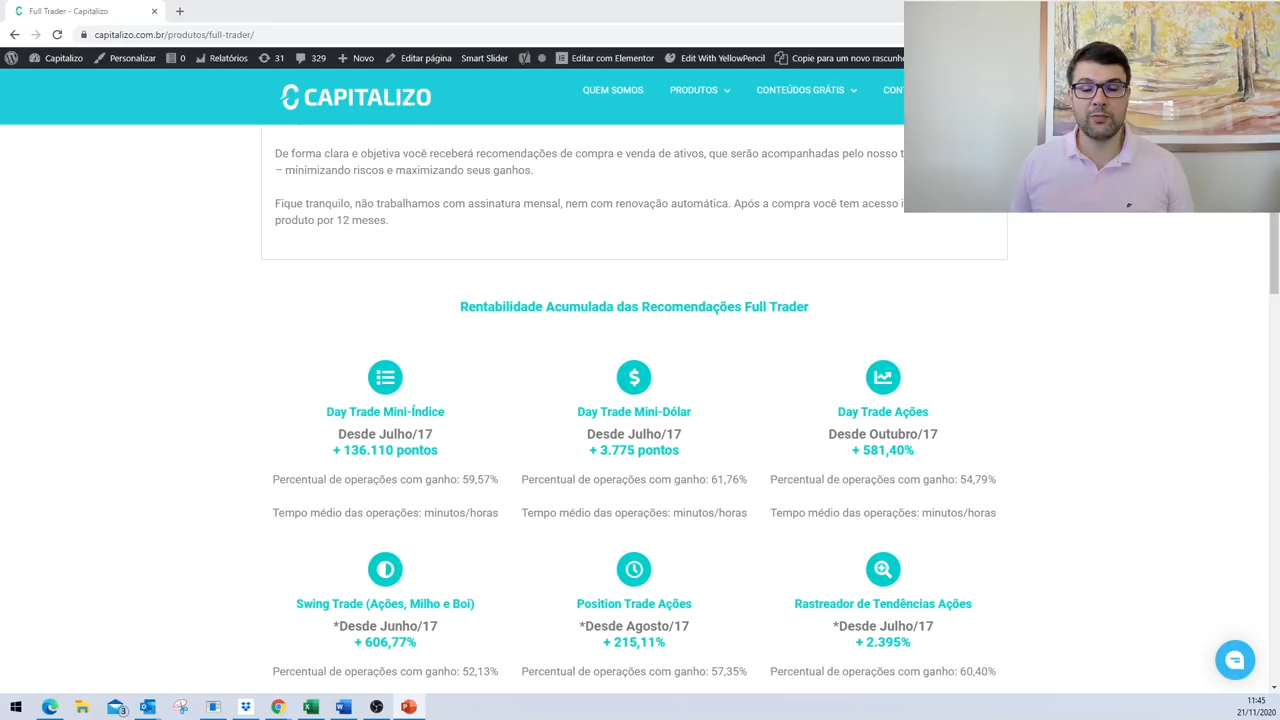 Full Trader - Capitalizo
capitalizo.com.br/produtos/full-trader/
Capitalizo Personalizar 0 Relatórios 31 329 Novo Editar página Smart Slider Editar com Elementor Edit With YellowPencil Copie para um novo rascunho
CAPITALIZO QUEM SOMOS PRODUTOS CONTEÚDOS GRÁTIS CON
De forma clara e objetiva você receberá recomendações de compra e venda de ativos, que serão acompanhadas pelo nosso t
– minimizando riscos e maximizando seus ganhos.
Fique tranquilo, não trabalhamos com assinatura mensal, nem com renovação automática. Após a compra você tem acesso i
produto por 12 meses.
Rentabilidade Acumulada das Recomendações Full Trader
Day Trade Mini-Índice Day Trade Mini-Dólar Day Trade Ações
Desde Julho/17 Desde Julho/17 Desde Outubro/17
+ 136.110 pontos + 3.775 pontos + 581,40%
Percentual de operações com ganho: 59,57% Percentual de operações com ganho: 61,76% Percentual de operações com ganho: 54,79%
Tempo médio das operações: minutos/horas Tempo médio das operações: minutos/horas Tempo médio das operações: minutos/horas
Swing Trade (Ações, Milho e Boi) Position Trade Ações Rastreador de Tendências Ações
*Desde Junho/17 *Desde Agosto/17 *Desde Julho/17
+ 606,77% + 215,11% + 2.395%
Percentual de operações com ganho: 52,13% Percentual de operações com ganho: 57,35% Percentual de operações com ganho: 60,40%
3
11:45
21/11/2020